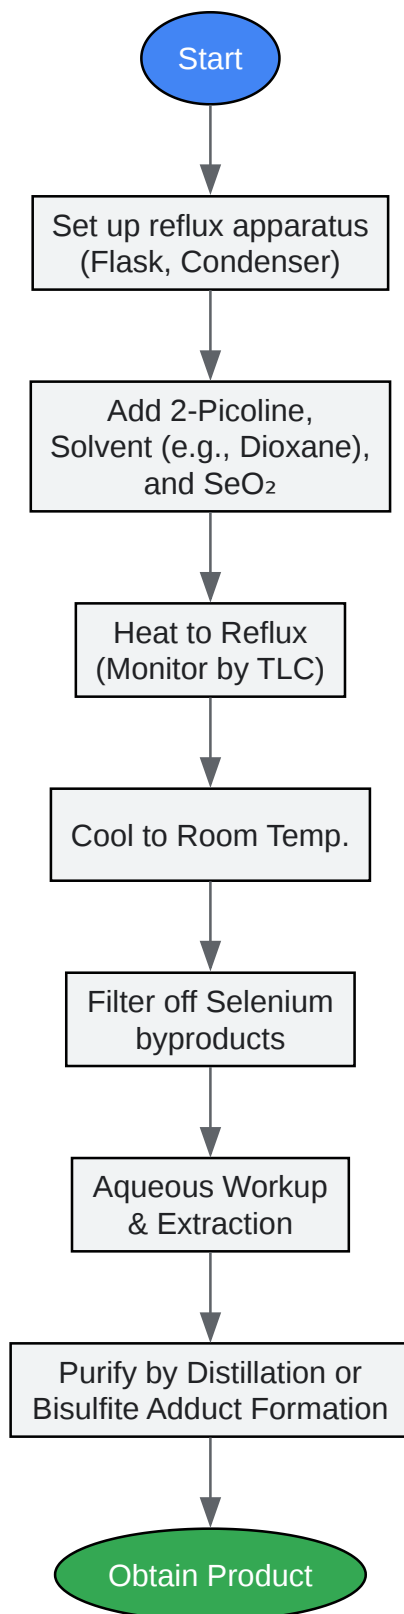 Start
Set up reflux apparatus
(Flask, Condenser)
Add 2-Picoline,
Solvent (e.g., Dioxane),
and SeO₂
Heat to Reflux
(Monitor by TLC)
Cool to Room Temp.
Filter off Selenium
byproducts
Aqueous Workup
& Extraction
Purify by Distillation or
Bisulfite Adduct Formation
Obtain Product